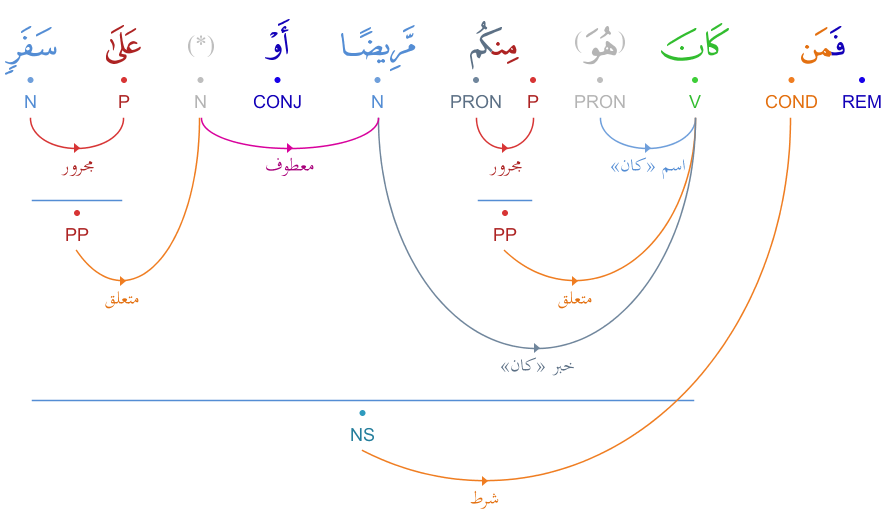 فَمَن كَانَ (هُوَ) مِنكُم مَّرِيضًا أَوْ (*) عَلَىٰ سَفَرٍ
REM COND V PRON P PRON N CONJ N P N
اسم «كان» مجرور معطوف مجرور
PP PP
متعلق متعلق
خبر «كان»
NS
شرط